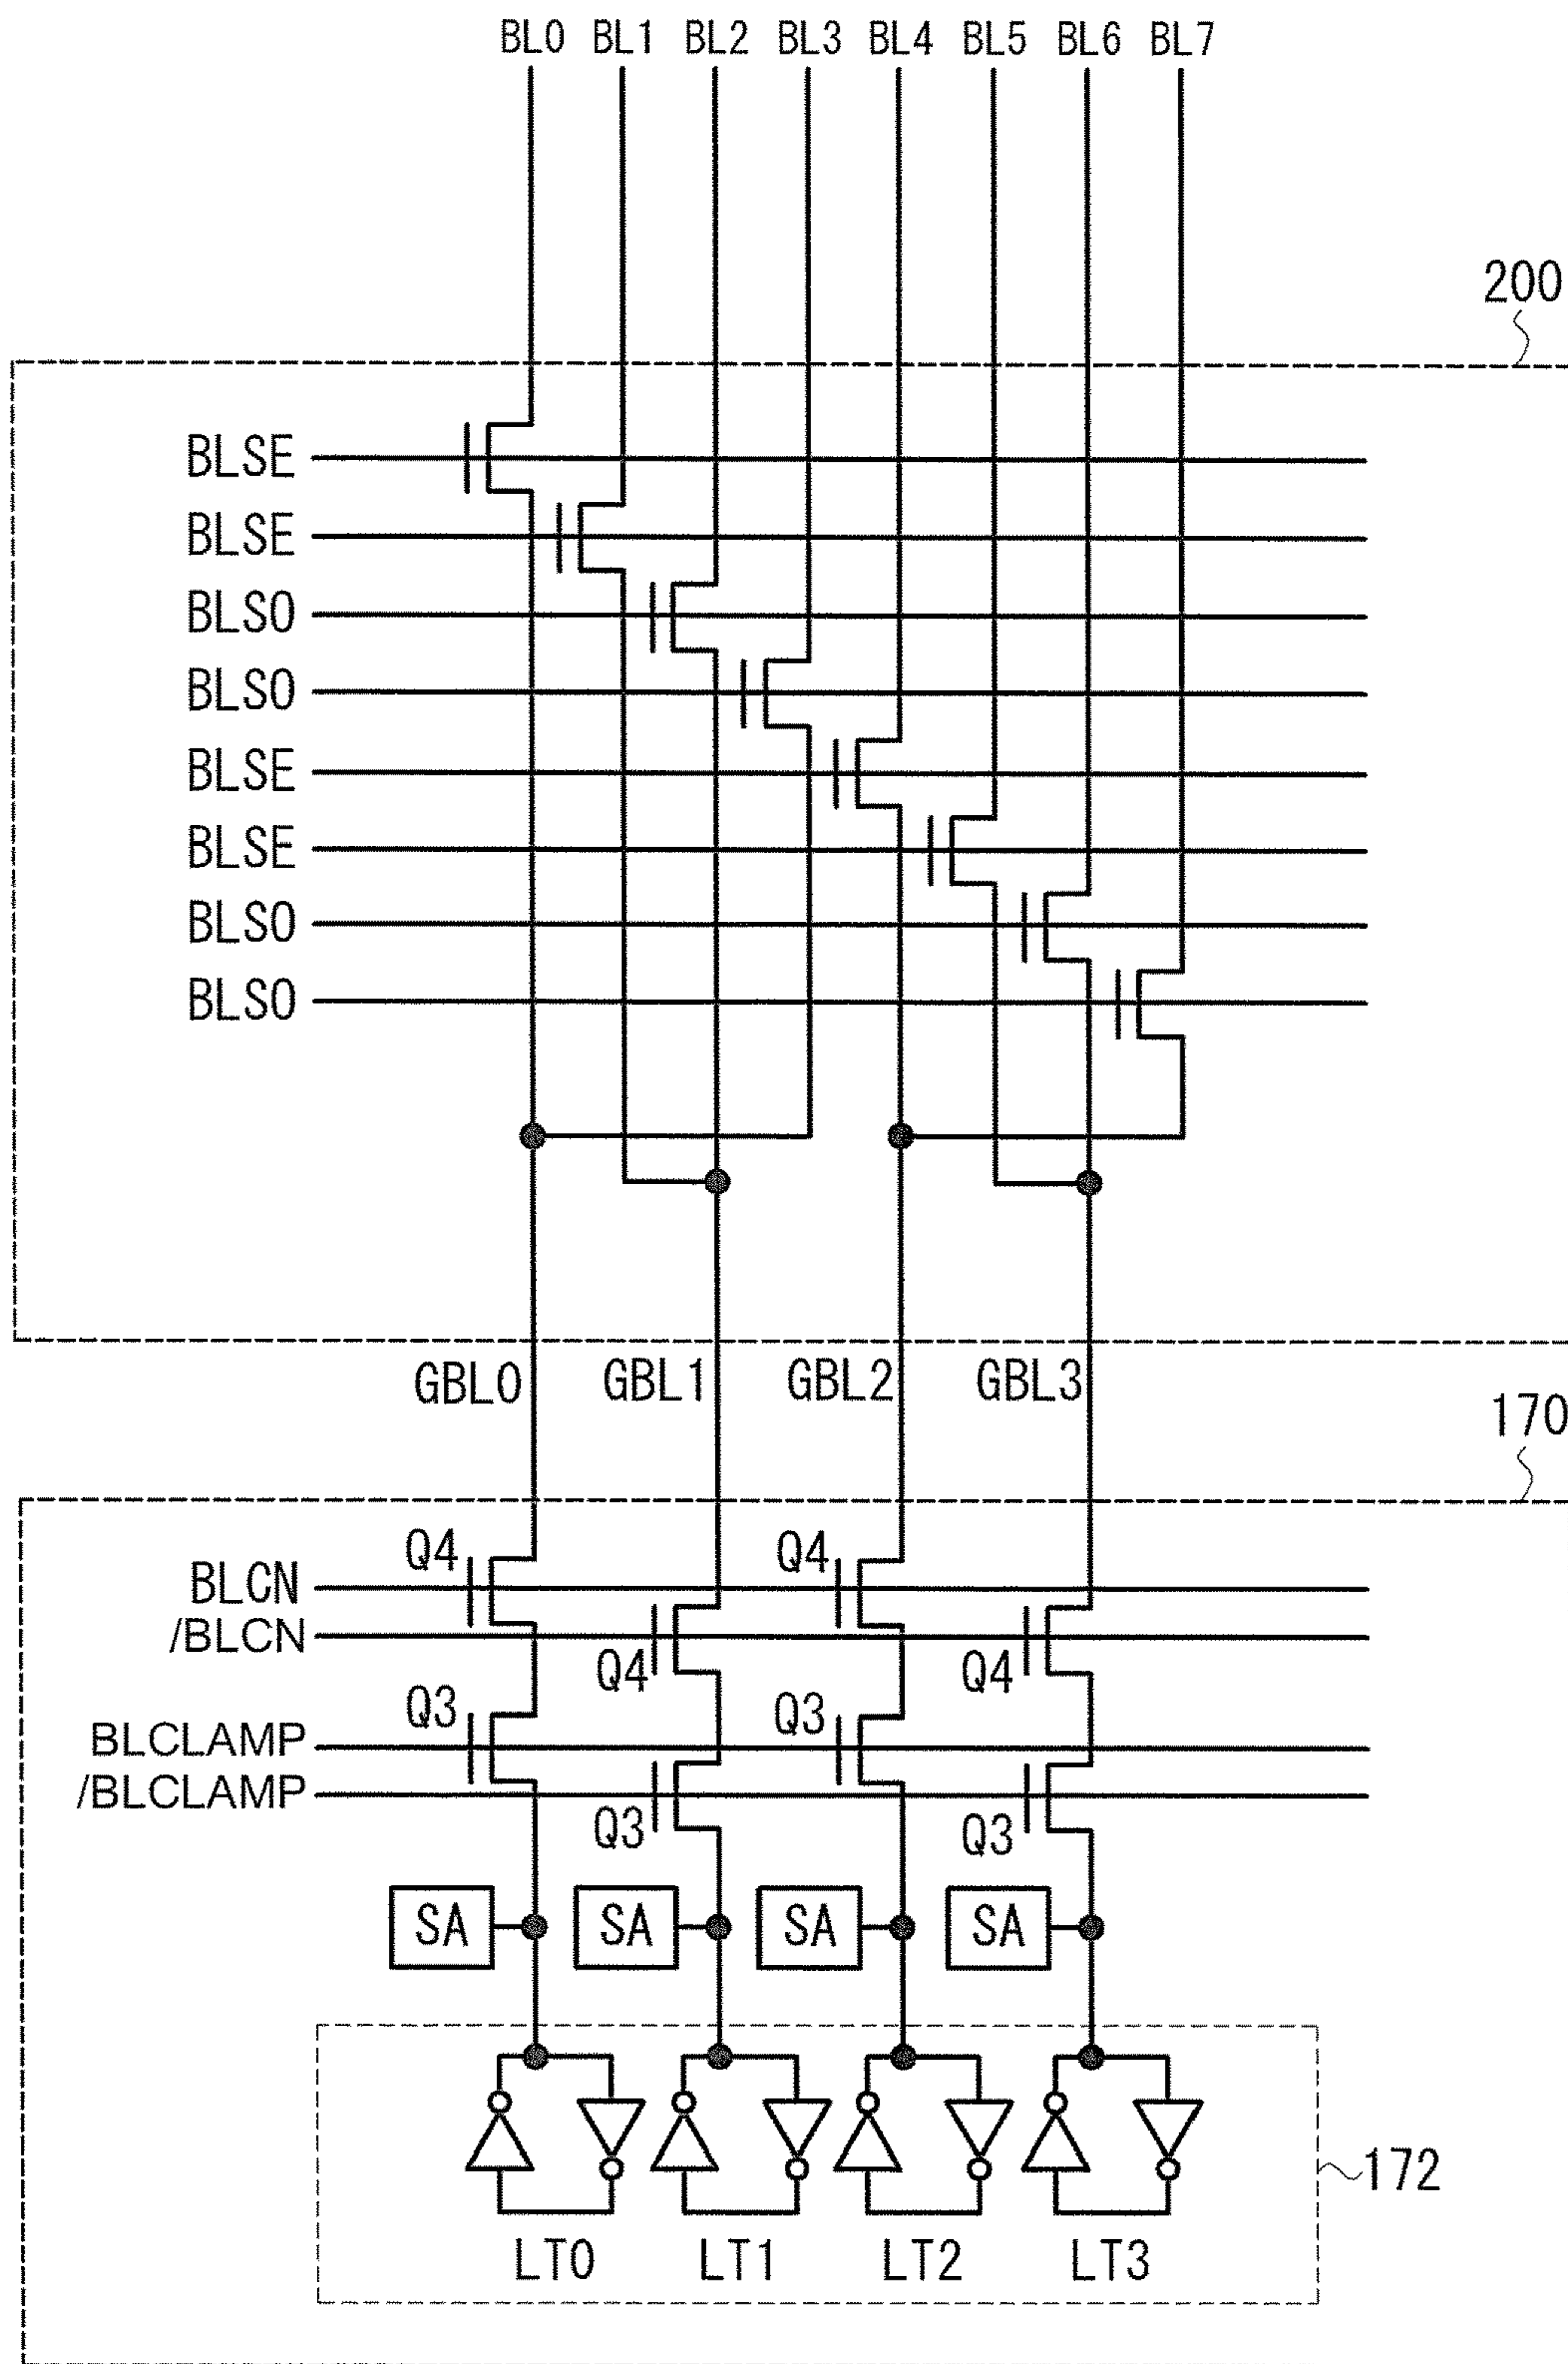 BL0 BL1 BL2 BL3 BL4 BL5 BL6 BL7
200
BLSE
BLSE
BLSO
BLSO
BLSE
BLSE
BLSO
BLSO
GBL0 GBL1 GBL2 GBL3
170
Q4 Q4
BLCN
/BLCN
Q4 Q4
Q3 Q3
BLCLAMP
/BLCLAMP
Q3 Q3
SA SA SA SA
172
LT0 LT1 LT2 LT3